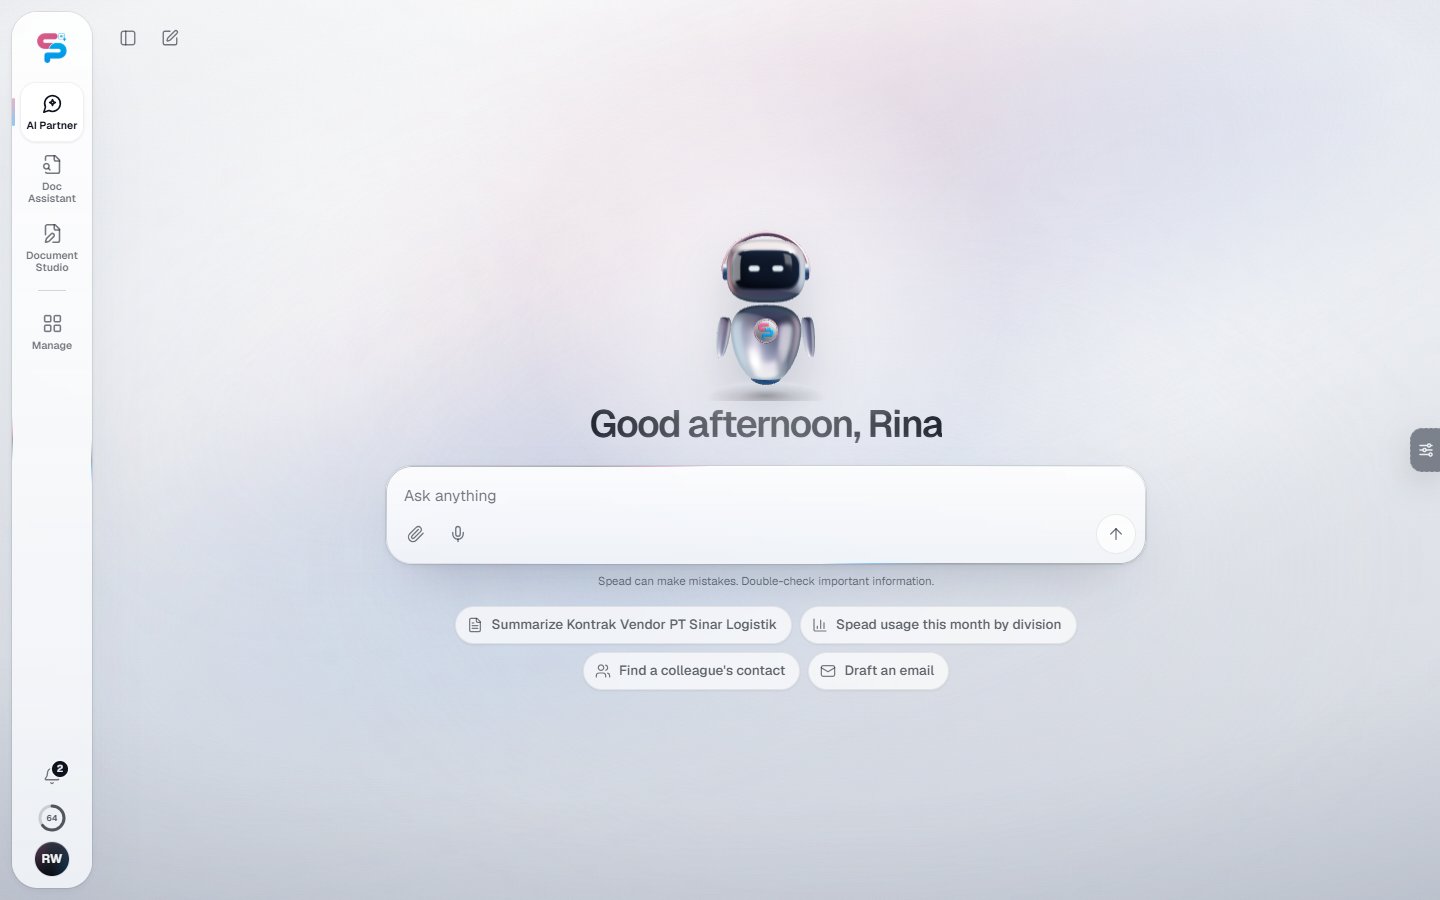 AI Partner
Doc
Assistant
Document
Studio
Manage
2
64
RW
Good afternoon, Rina
Ask anything
Spead can make mistakes. Double-check important information.
Summarize Kontrak Vendor PT Sinar Logistik
Spead usage this month by division
Find a colleague's contact
Draft an email